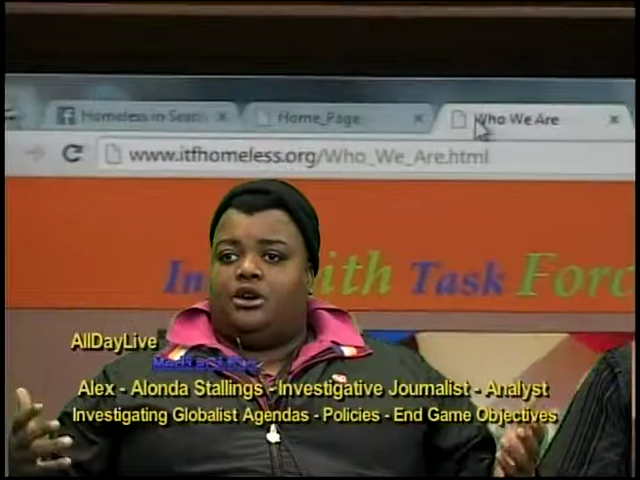 Homeless in Sea
Home_Page
Who We Are
www.itfhomeless.org/Who_We_Are.html
In ith Task Forc
AllDayLive
Alex - Alonda Stallings - Investigative Journalist - Analyst
Investigating Globalist Agendas - Policies - End Game Objectives